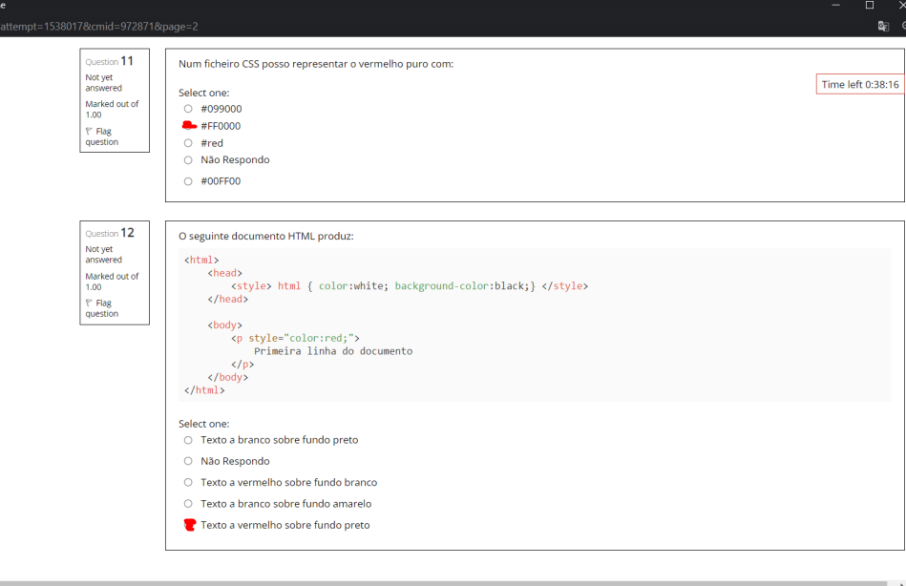 e
attempt=1538017&cmid=972871&page=2
Question 11
Not yet
answered
Marked out of
1.00
Flag
question
Num ficheiro CSS posso representar o vermelho puro com:
Time left 0:38:16
Select one:
#099000
#FF0000
#red
Não Respondo
#00FF00
Question 12
Not yet
answered
Marked out of
1.00
Flag
question
O seguinte documento HTML produz:
<html>
<head>
<style> html { color:white; background-color:black;} </style>
</head>
<body>
<p style="color:red;">
Primeira linha do documento
</p>
</body>
</html>
Select one:
Texto a branco sobre fundo preto
Não Respondo
Texto a vermelho sobre fundo branco
Texto a branco sobre fundo amarelo
Texto a vermelho sobre fundo preto